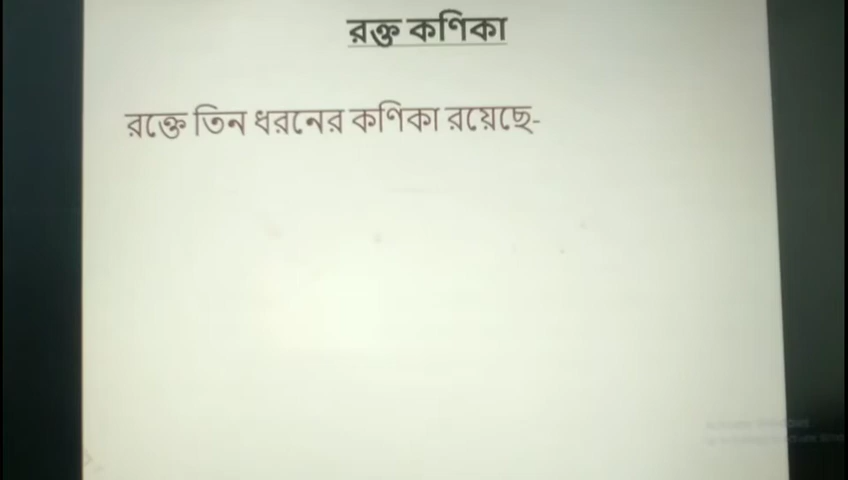 রক্ত কণিকা
রক্তে তিন ধরনের কণিকা রয়েছে-